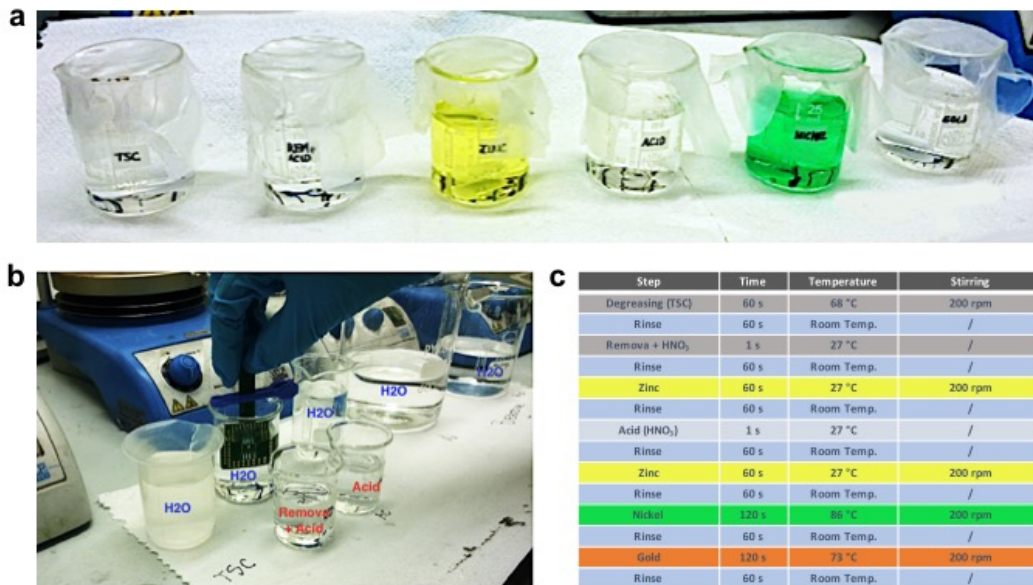 a
TSC
REM+
ACID
ZINC
ACID
25
NICKEL
GOLD
b
H2O
H2O
H2O
H2O
H2O
Remova
+ Acid
Acid
TSC
c
Step Time Temperature Stirring
Degreasing (TSC) 60 s 68 °C 200 rpm
Rinse 60 s Room Temp. /
Remova + HNO₃ 1 s 27 °C /
Rinse 60 s Room Temp. /
Zinc 60 s 27 °C 200 rpm
Rinse 60 s Room Temp. /
Acid (HNO₃) 1 s 27 °C /
Rinse 60 s Room Temp. /
Zinc 60 s 27 °C 200 rpm
Rinse 60 s Room Temp. /
Nickel 120 s 86 °C 200 rpm
Rinse 60 s Room Temp. /
Gold 120 s 73 °C 200 rpm
Rinse 60 s Room Temp. /